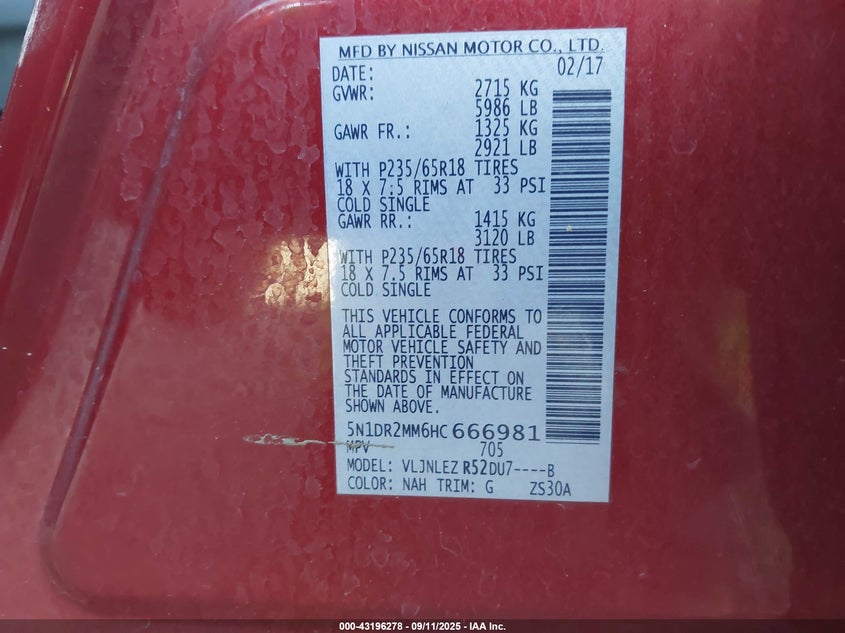 MFD BY NISSAN MOTOR CO., LTD.
DATE: 02/17
GVWR: 2715 KG
5986 LB
GAWR FR.: 1325 KG
2921 LB
WITH P235/65R18 TIRES
18 X 7.5 RIMS AT 33 PSI
COLD SINGLE
GAWR RR.: 1415 KG
3120 LB
WITH P235/65R18 TIRES
18 X 7.5 RIMS AT 33 PSI
COLD SINGLE
THIS VEHICLE CONFORMS TO
ALL APPLICABLE FEDERAL
MOTOR VEHICLE SAFETY AND
THEFT PREVENTION
STANDARDS IN EFFECT ON
THE DATE OF MANUFACTURE
SHOWN ABOVE.
5N1DR2MM6HC666981
MPV 705
MODEL: VLJNLEZ R52DU7----B
COLOR: NAH TRIM: G ZS30A
000-43196278 - 09/11/2025 - IAA Inc.